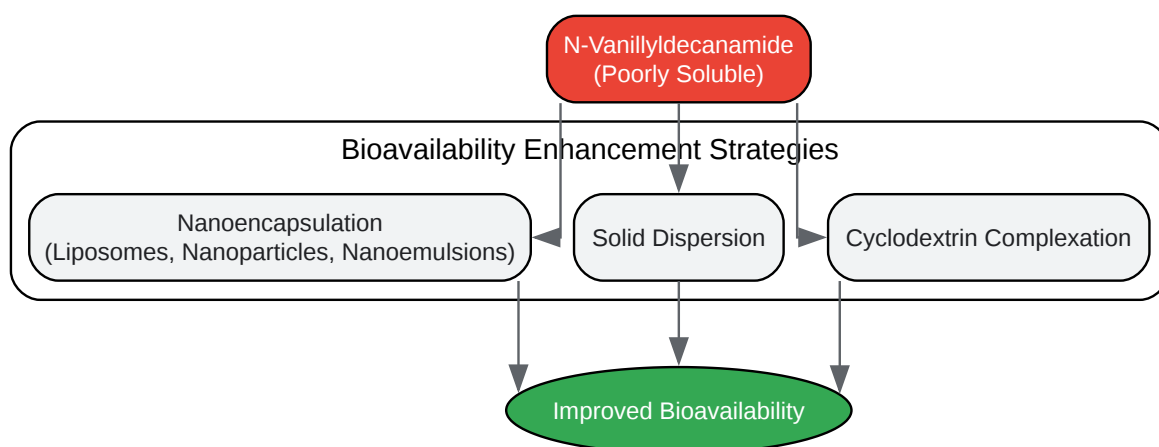 N-Vanillyldecanamide
(Poorly Soluble)
Bioavailability Enhancement Strategies
Nanoencapsulation
(Liposomes, Nanoparticles, Nanoemulsions)
Solid Dispersion
Cyclodextrin Complexation
Improved Bioavailability